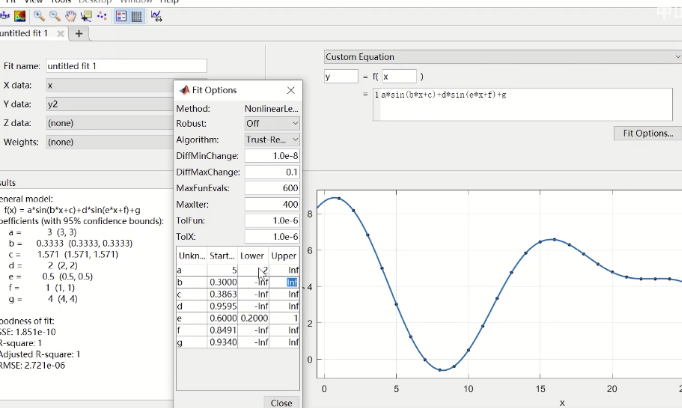 Fit View Tools Desktop Window Help
untitled fit 1
Fit name: untitled fit 1
X data: x
Y data: y2
Z data: (none)
Weights: (none)
Custom Equation
y = f( x )
= 1 a*sin(b*x+c)+d*sin(e*x+f)+g
Fit Options...
Fit Options
Method: NonlinearLe...
Robust: Off
Algorithm: Trust-Re...
DiffMinChange: 1.0e-8
DiffMaxChange: 0.1
MaxFunEvals: 600
MaxIter: 400
TolFun: 1.0e-6
TolX: 1.0e-6
Unkn... Start... Lower Upper
a 5 Inf
b 0.3000 -Inf Inf
c 0.3863 -Inf Inf
d 0.9595 -Inf Inf
e 0.6000 0.2000 1
f 0.8491 -Inf Inf
g 0.9340 -Inf Inf
Close
sults
eneral model:
f(x) = a*sin(b*x+c)+d*sin(e*x+f)+g
oefficients (with 95% confidence bounds):
a = 3 (3, 3)
b = 0.3333 (0.3333, 0.3333)
c = 1.571 (1.571, 1.571)
d = 2 (2, 2)
e = 0.5 (0.5, 0.5)
f = 1 (1, 1)
g = 4 (4, 4)
oodness of fit:
SSE: 1.851e-10
R-square: 1
Adjusted R-square: 1
RMSE: 2.721e-06
8
6
4
2
0
0 5 10 15 20
x